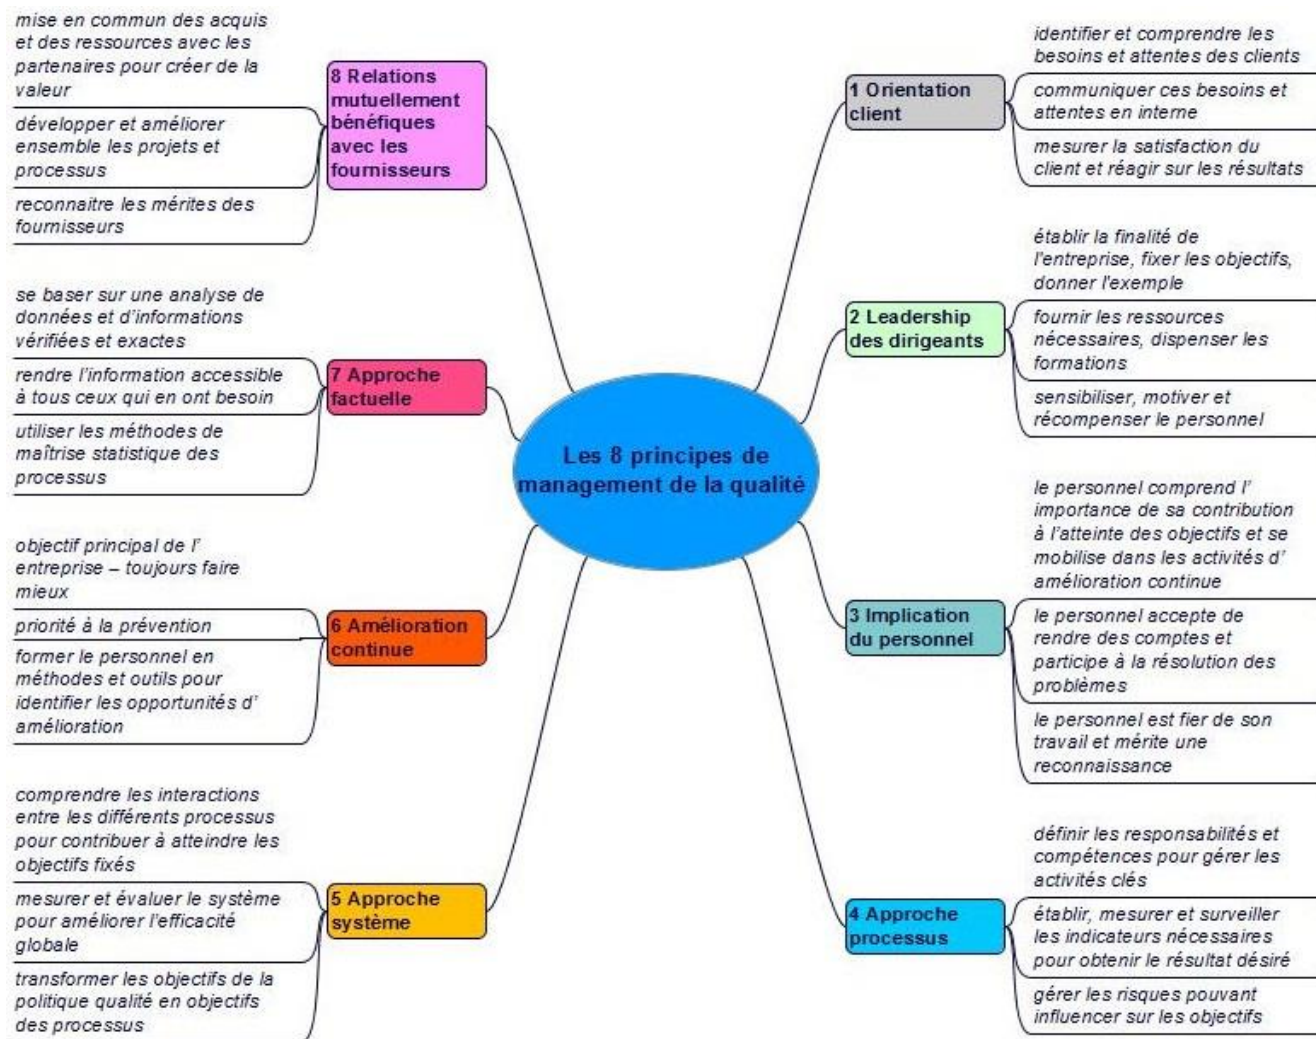 Les 8 principes de
management de la qualité
1 Orientation
client
identifier et comprendre les
besoins et attentes des clients
communiquer ces besoins et
attentes en interne
mesurer la satisfaction du
client et réagir sur les résultats
2 Leadership
des dirigeants
établir la finalité de
l'entreprise, fixer les objectifs,
donner l'exemple
fournir les ressources
nécessaires, dispenser les
formations
sensibiliser, motiver et
récompenser le personnel
3 Implication
du personnel
le personnel comprend l'
importance de sa contribution
à l'atteinte des objectifs et se
mobilise dans les activités d'
amélioration continue
le personnel accepte de
rendre des comptes et
participe à la résolution des
problèmes
le personnel est fier de son
travail et mérite une
reconnaissance
4 Approche
processus
définir les responsabilités et
compétences pour gérer les
activités clés
établir, mesurer et surveiller
les indicateurs nécessaires
pour obtenir le résultat désiré
gérer les risques pouvant
influencer sur les objectifs
5 Approche
système
comprendre les interactions
entre les différents processus
pour contribuer à atteindre les
objectifs fixés
mesurer et évaluer le système
pour améliorer l'efficacité
globale
transformer les objectifs de la
politique qualité en objectifs
des processus
6 Amélioration
continue
objectif principal de l'
entreprise – toujours faire
mieux
priorité à la prévention
former le personnel en
méthodes et outils pour
identifier les opportunités d'
amélioration
7 Approche
factuelle
se baser sur une analyse de
données et d'informations
vérifiées et exactes
rendre l'information accessible
à tous ceux qui en ont besoin
utiliser les méthodes de
maîtrise statistique des
processus
8 Relations
mutuellement
bénéfiques
avec les
fournisseurs
mise en commun des acquis
et des ressources avec les
partenaires pour créer de la
valeur
développer et améliorer
ensemble les projets et
processus
reconnaitre les mérites des
fournisseurs